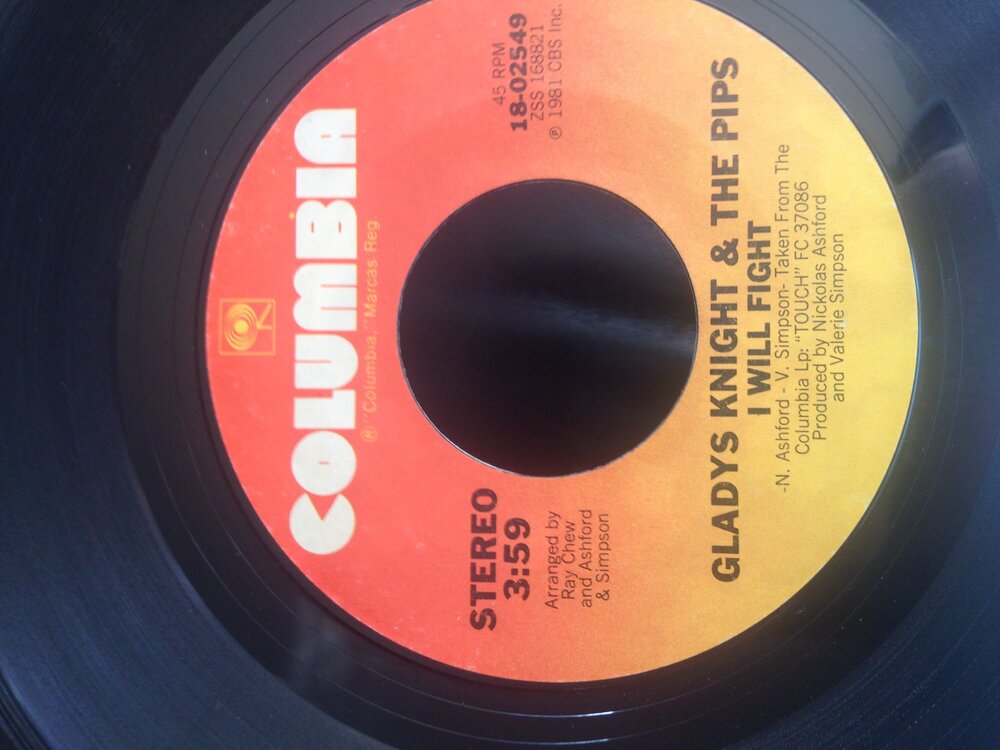 COLUMBIA
® "Columbia," Marcas Reg
STEREO
3:59
Arranged by
Ray Chew
and Ashford
& Simpson
45 RPM
18-02549
ZSS 168821
℗ 1981 CBS Inc.
GLADYS KNIGHT & THE PIPS
I WILL FIGHT
-N. Ashford - V. Simpson- Taken From The
Columbia Lp: "TOUCH" FC 37086
Produced by Nickolas Ashford
and Valerie Simpson